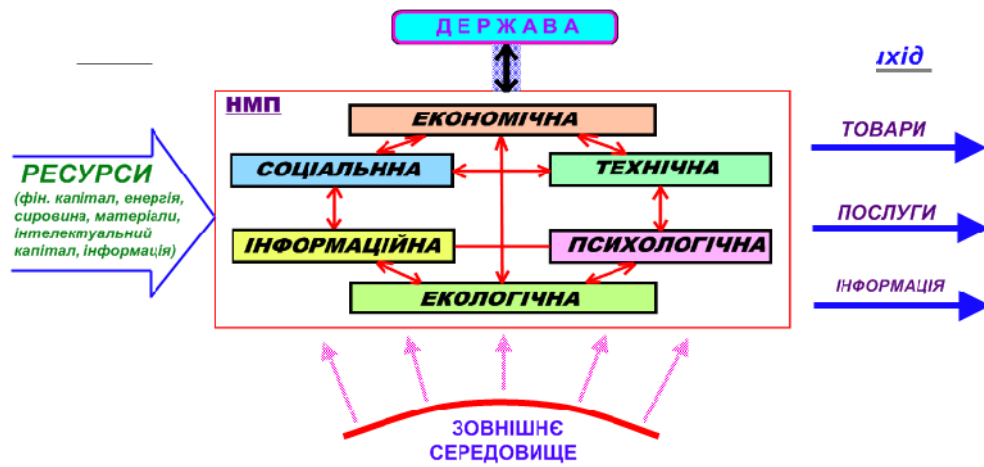 ДЕРЖАВА
ихід
НМП
ЕКОНОМІЧНА
СОЦІАЛЬННА
ТЕХНІЧНА
ІНФОРМАЦІЙНА
ПСИХОЛОГІЧНА
ЕКОЛОГІЧНА
РЕСУРСИ
(фін. капітал, енергія,
сировина, матеріали,
інтелектуальний
капітал, інформація)
ТОВАРИ
ПОСЛУГИ
ІНФОРМАЦІЯ
ЗОВНІШНЄ
СЕРЕДОВИЩЕ